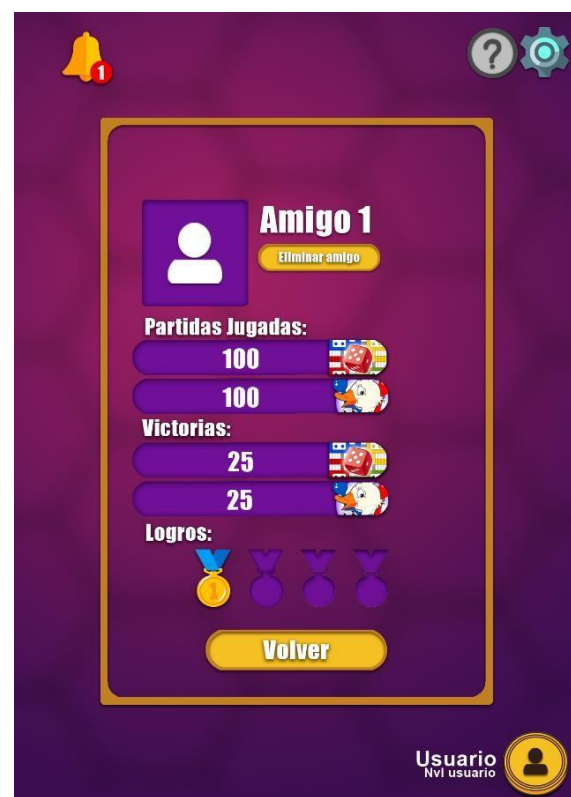 1
?
Amigo 1
Eliminar amigo
Partidas Jugadas:
100
100
Victorias:
25
25
Logros:
1
Volver
Usuario
Nvl usuario